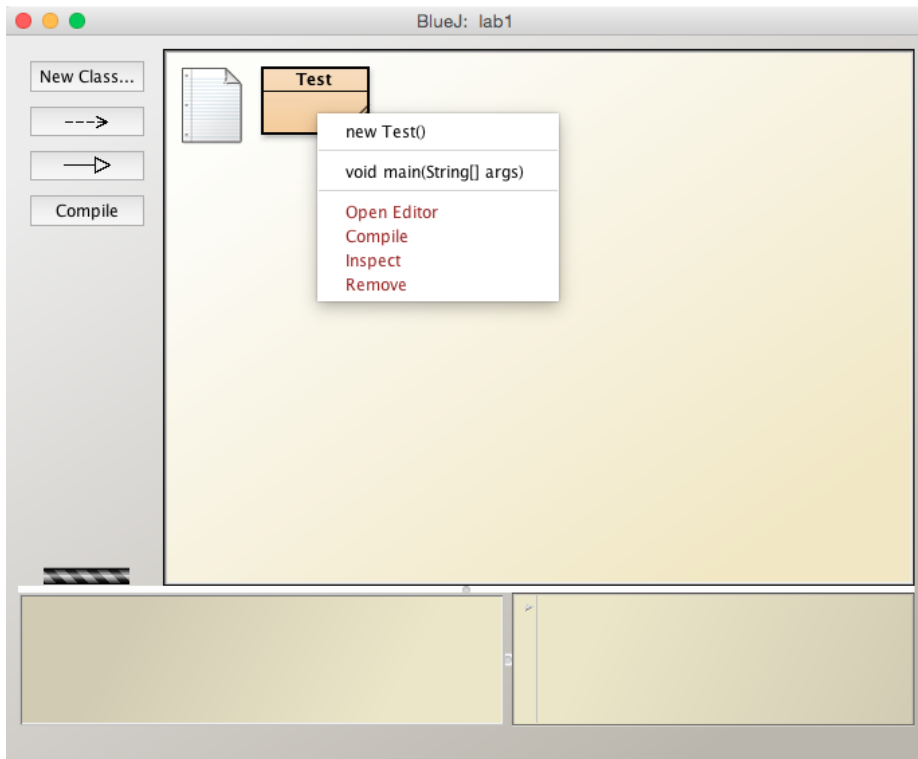 BlueJ: lab1
New Class...
Compile
Test
new Test()
void main(String[] args)
Open Editor
Compile
Inspect
Remove